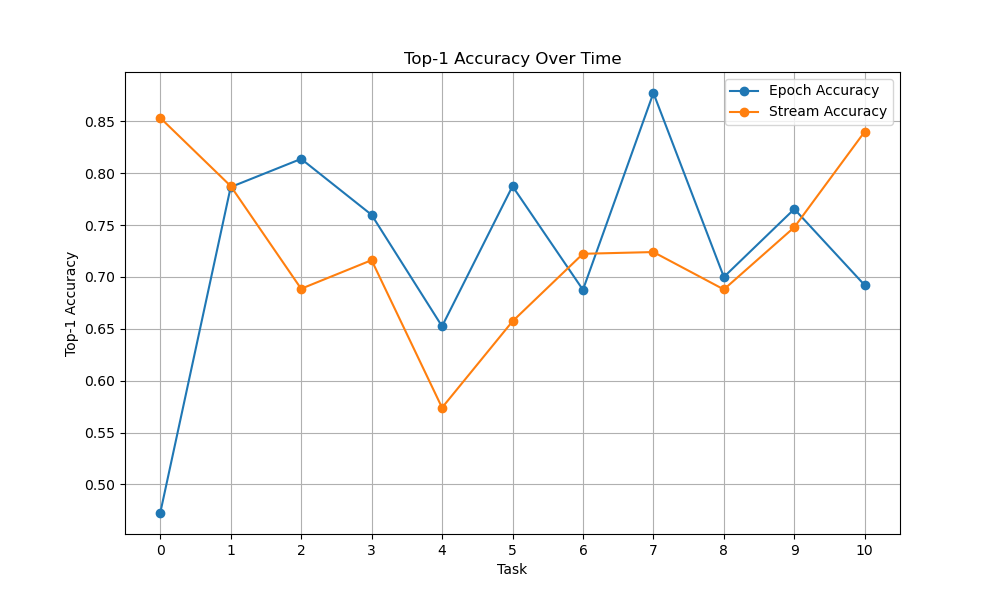 Top-1 Accuracy Over Time
Epoch Accuracy
Stream Accuracy
Top-1 Accuracy
0.85
0.80
0.75
0.70
0.65
0.60
0.55
0.50
0 1 2 3 4 5 6 7 8 9 10
Task